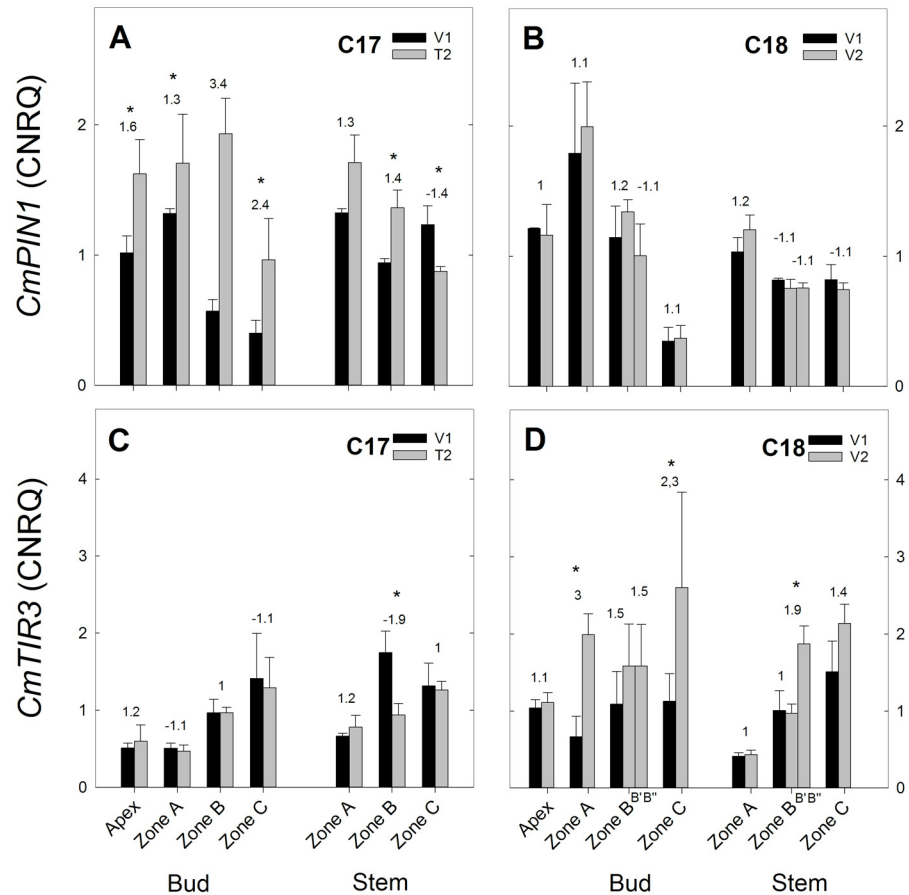 A
C17
V1
T2
*
1.6
*
1.3
3.4
*
2.4
1.3
*
1.4
*
-1.4
2
1
0
CmPIN1 (CNRQ)
B
C18
V1
V2
1
1.1
1.2
-1.1
1.1
1.2
-1.1
-1.1
-1.1
2
1
0
C
C17
V1
T2
1.2
-1.1
1
-1.1
1.2
*
-1.9
1
4
3
2
1
0
CmTIR3 (CNRQ)
Apex
Zone A
Zone B
Zone C
Zone A
Zone B
Zone C
Bud
Stem
D
C18
V1
V2
1.1
*
3
1.5
1.5
*
2,3
1
1
*
1.9
1.4
4
3
2
1
0
Apex
Zone A
Zone B
B'B''
Zone C
Zone A
Zone B
B'B''
Zone C
Bud
Stem